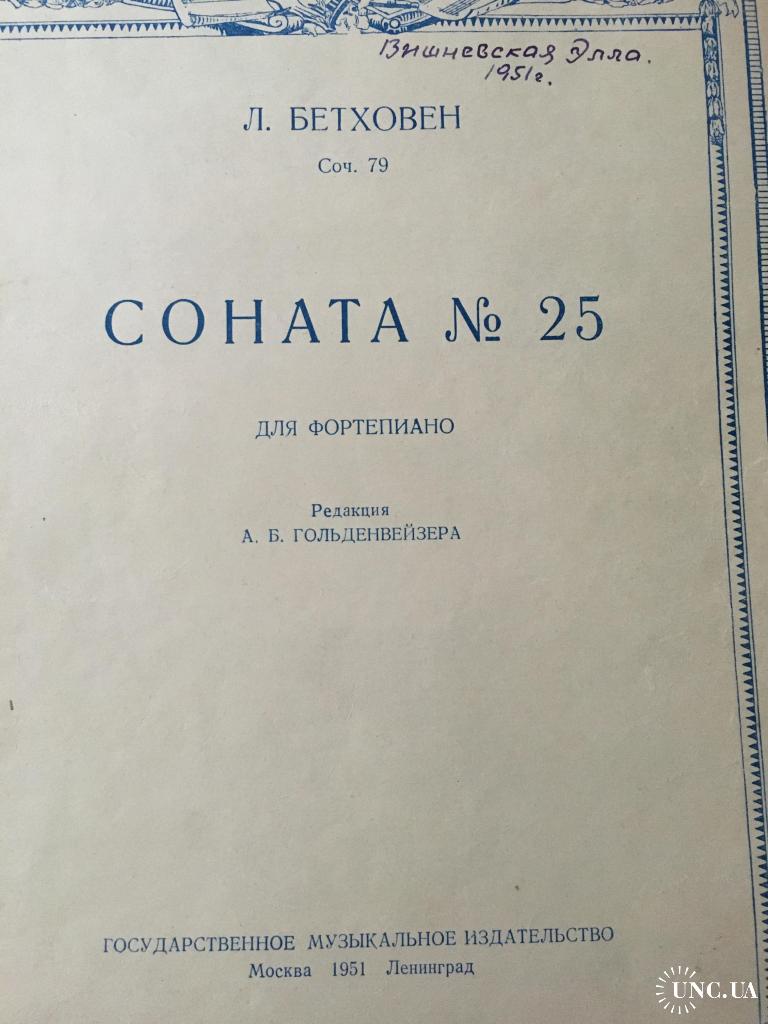 Вишневская Элла.
1951г.
Л. БЕТХОВЕН
Соч. 79
СОНАТА № 25
ДЛЯ ФОРТЕПИАНО
Редакция
А. Б. ГОЛЬДЕНВЕЙЗЕРА
ГОСУДАРСТВЕННОЕ МУЗЫКАЛЬНОЕ ИЗДАТЕЛЬСТВО
Москва 1951 Ленинград
UNC.UA